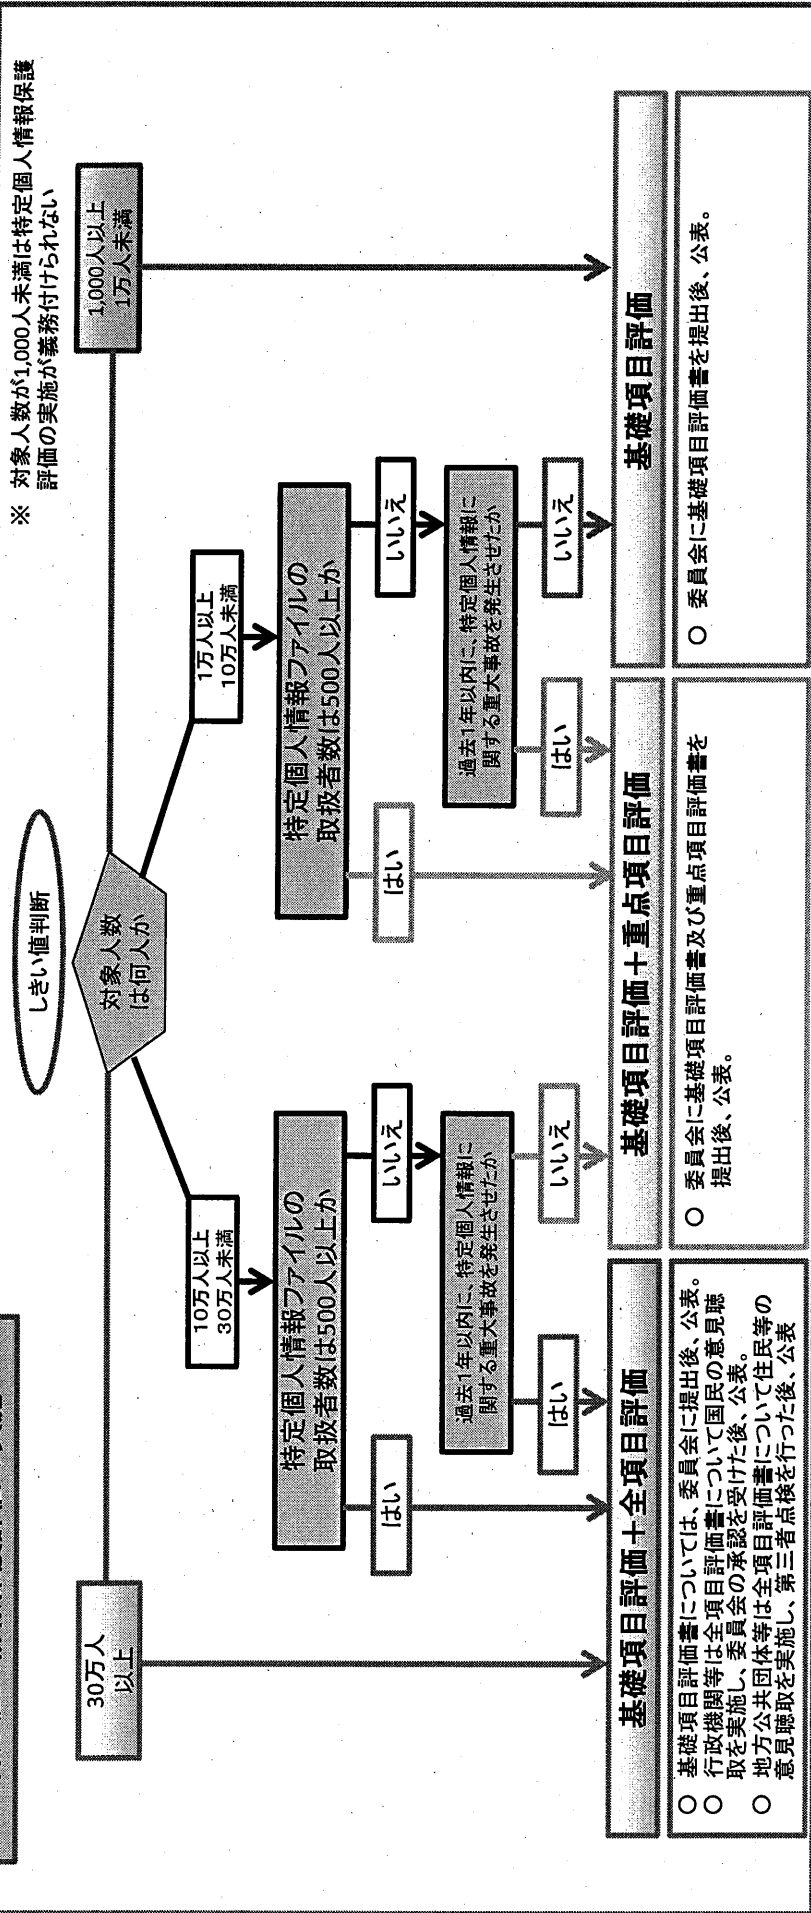 ※ 対象人数が1,000人未満は特定個人情報保護
評価の実施が義務付けられない
しきい値判断
対象人数
は何人か
30万人
以上
10万人以上
30万人未満
1万人以上
10万人未満
1,000人以上
1万人未満
特定個人情報ファイルの
取扱者数は500人以上か
はい
いいえ
過去1年以内に、特定個人情報に
関する重大事故を発生させたか
はい
いいえ
特定個人情報ファイルの
取扱者数は500人以上か
はい
いいえ
過去1年以内に、特定個人情報に
関する重大事故を発生させたか
はい
いいえ
基礎項目評価＋全項目評価
○ 基礎項目評価書については、委員会に提出後、公表。
○ 行政機関等は全項目評価書について国民の意見聴
取を実施し、委員会の承認を受けた後、公表。
○ 地方公共団体等は全項目評価書について住民等の
意見聴取を実施し、第三者点検を行った後、公表
基礎項目評価＋重点項目評価
○ 委員会に基礎項目評価書及び重点項目評価書を
提出後、公表。
基礎項目評価
○ 委員会に基礎項目評価書を提出後、公表。